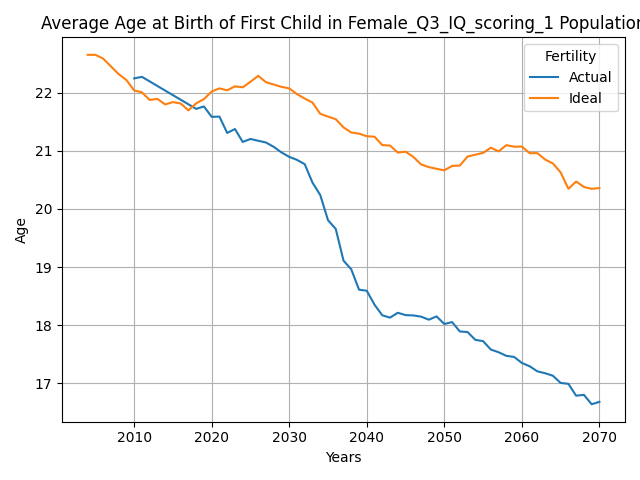 Average Age at Birth of First Child in Female_Q3_IQ_scoring_1 Population
Fertility
Actual
Ideal
22
21
20
19
18
17
Age
2010 2020 2030 2040 2050 2060 2070
Years